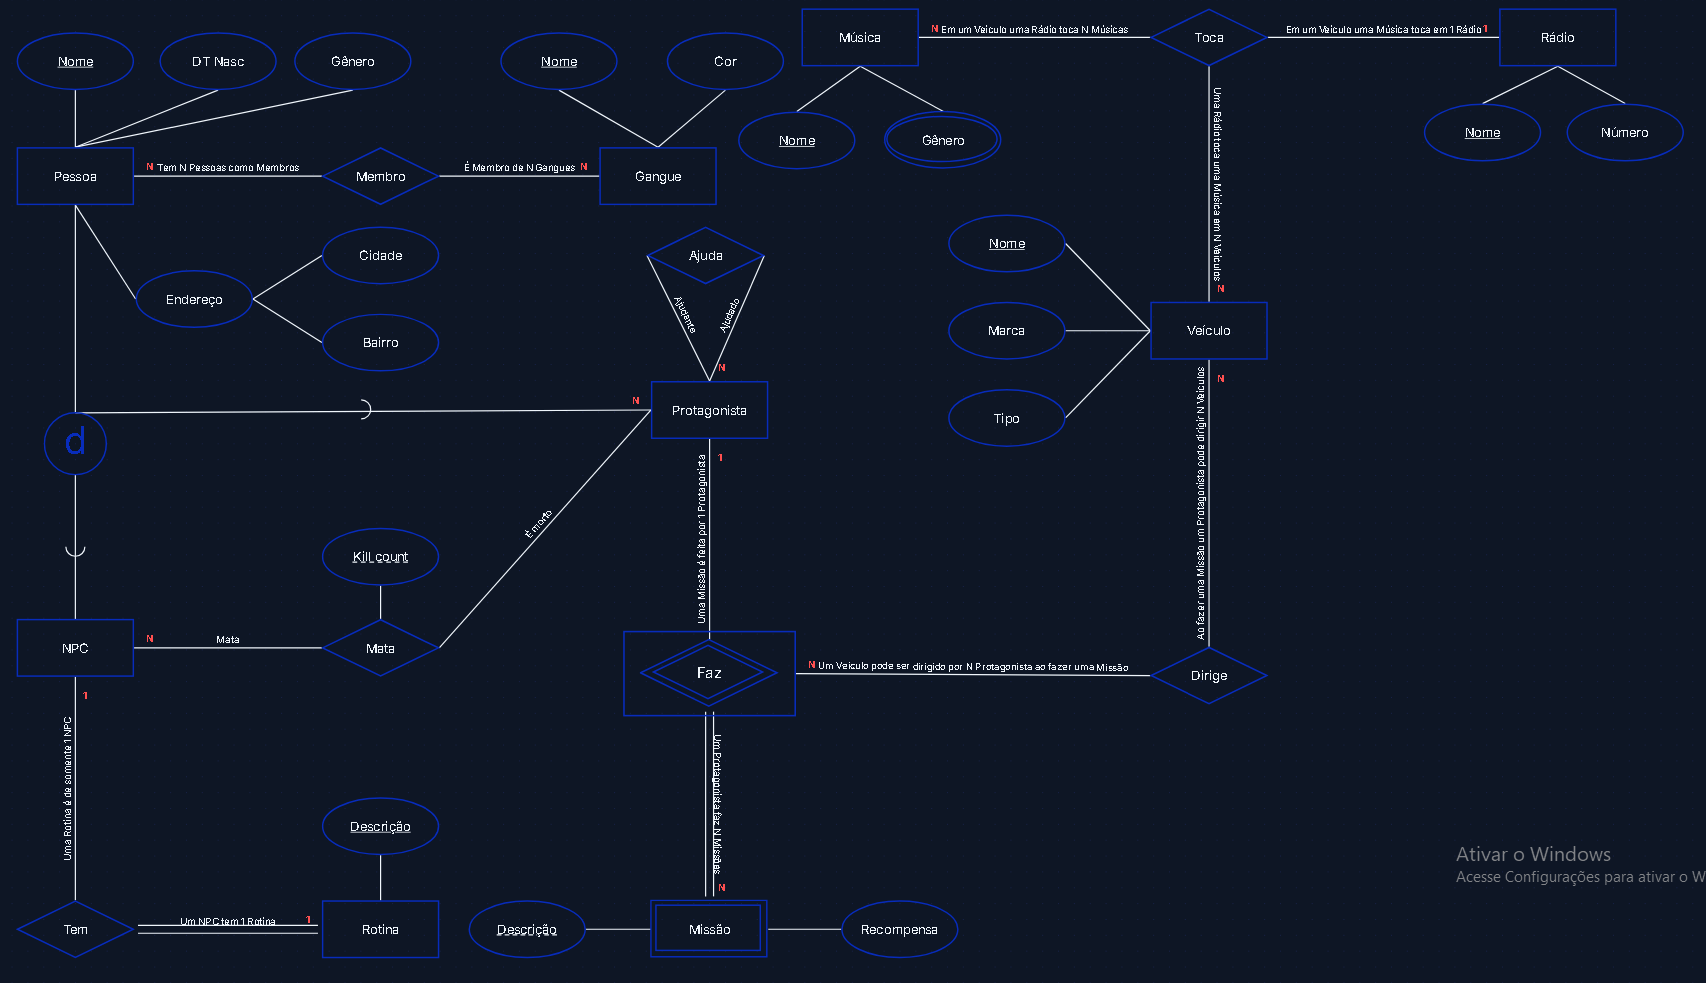 Música
N Em um Veículo uma Rádio toca N Músicas
Toca
Em um Veículo uma Música toca em 1 Rádio 1
Rádio
Nome
DT Nasc
Gênero
Nome
Cor
Nome
Gênero
Nome
Número
Uma Rádio toca uma Música em N Veículos
N
Pessoa
N Tem N Pessoas como Membros
Membro
É Membro de N Gangues N
Gangue
Cidade
Endereço
Bairro
Ajuda
Ajudante
Ajudado
N
Nome
Marca
Tipo
Veículo
N
Ao fazer uma Missão um Protagonista pode dirigir N Veículos
N
Protagonista
1
Uma Missão é feita por 1 Protagonista
d
É morto
Kill count
NPC
N
Mata
Mata
Faz
N Um Veículo pode ser dirigido por N Protagonista ao fazer uma Missão
Dirige
1
Uma Rotina é de somente 1 NPC
Um Protagonista faz N Missões
N
Descrição
Tem
Um NPC tem 1 Rotina
1
Rotina
Descrição
Missão
Recompensa
Ativar o Windows
Acesse Configurações para ativar o W